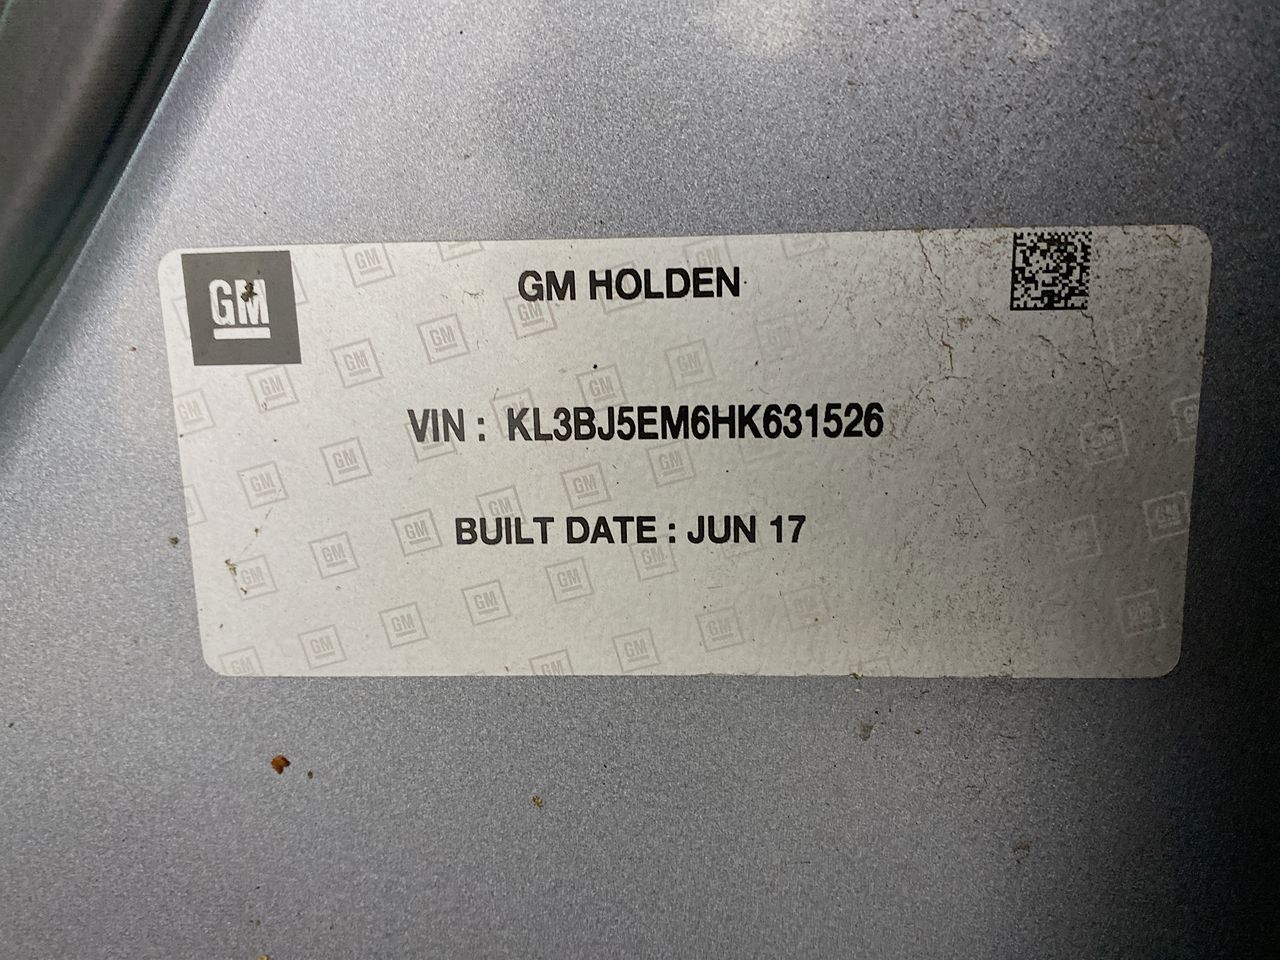 GM
GM HOLDEN
VIN : KL3BJ5EM6HK631526
BUILT DATE : JUN 17